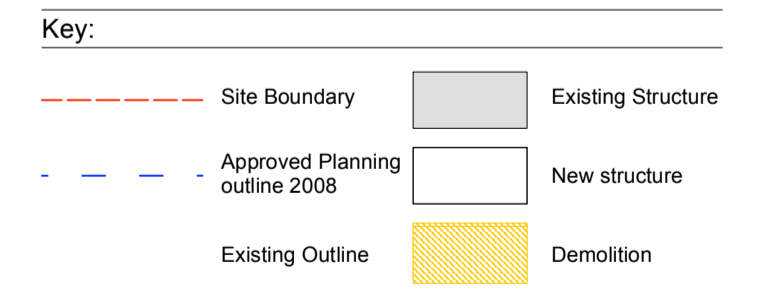 Key:
Site Boundary
Existing Structure
Approved Planning
outline 2008
New structure
Existing Outline
Demolition